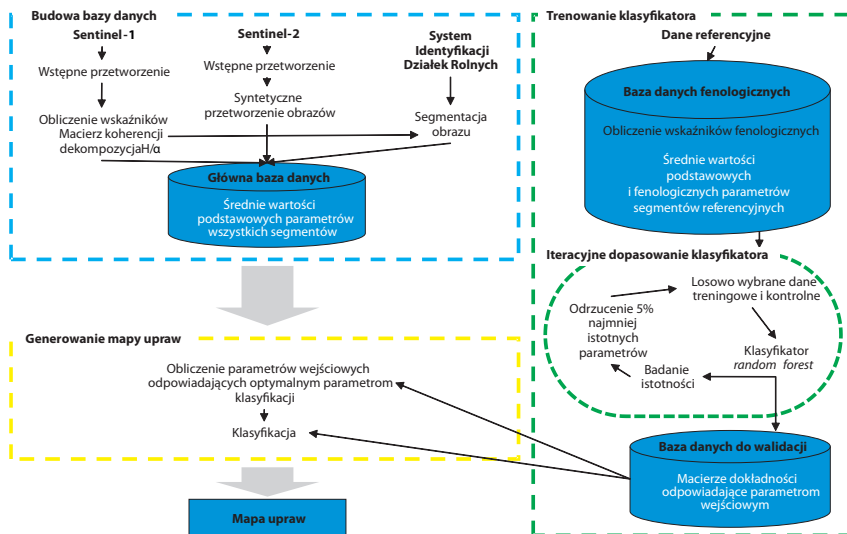 Budowa bazy danych
Sentinel-1
Wstępne przetworzenie
Obliczenie wskaźników
Macierz koherencji
dekompozycjaH/α
Sentinel-2
Wstępne przetworzenie
Syntetyczne
przetworzenie obrazów
System
Identyfikacji
Działek Rolnych
Segmentacja
obrazu
Główna baza danych
Średnie wartości
podstawowych parametrów
wszystkich segmentów
Generowanie mapy upraw
Obliczenie parametrów wejściowych
odpowiadających optymalnym parametrom
klasyfikacji
Klasyfikacja
Mapa upraw
Trenowanie klasyfikatora
Dane referencyjne
Baza danych fenologicznych
Obliczenie wskaźników fenologicznych
Średnie wartości
podstawowych
i fenologicznych parametrów
segmentów referencyjnych
Iteracyjne dopasowanie klasyfikatora
Losowo wybrane dane
treningowe i kontrolne
Klasyfikator
random forest
Badanie
istotności
Odrzucenie 5%
najmniej
istotnych
parametrów
Baza danych do walidacji
Macierze dokładności
odpowiadające parametrom
wejściowym